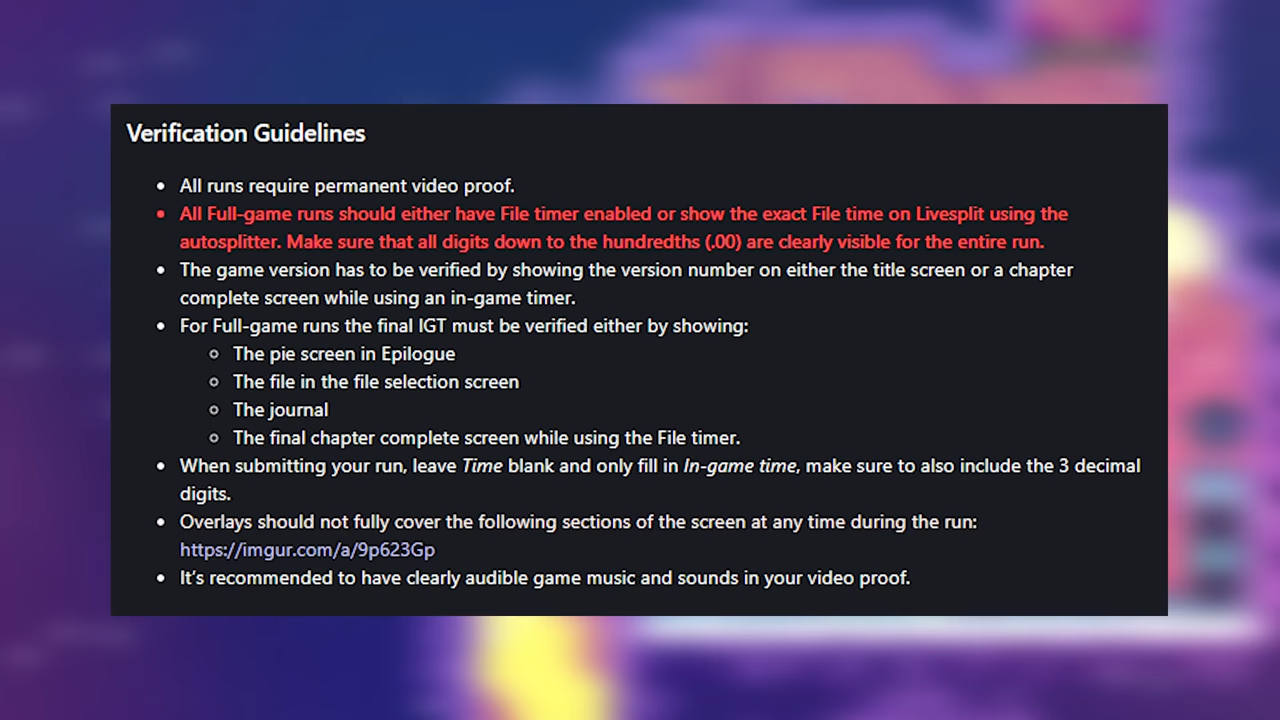 Verification Guidelines
All runs require permanent video proof.
All Full-game runs should either have File timer enabled or show the exact File time on Livesplit using the
autosplitter. Make sure that all digits down to the hundredths (.00) are clearly visible for the entire run.
The game version has to be verified by showing the version number on either the title screen or a chapter
complete screen while using an in-game timer.
For Full-game runs the final IGT must be verified either by showing:
The pie screen in Epilogue
The file in the file selection screen
The journal
The final chapter complete screen while using the File timer.
When submitting your run, leave Time blank and only fill in In-game time, make sure to also include the 3 decimal
digits.
Overlays should not fully cover the following sections of the screen at any time during the run:
https://imgur.com/a/9p623Gp
It's recommended to have clearly audible game music and sounds in your video proof.